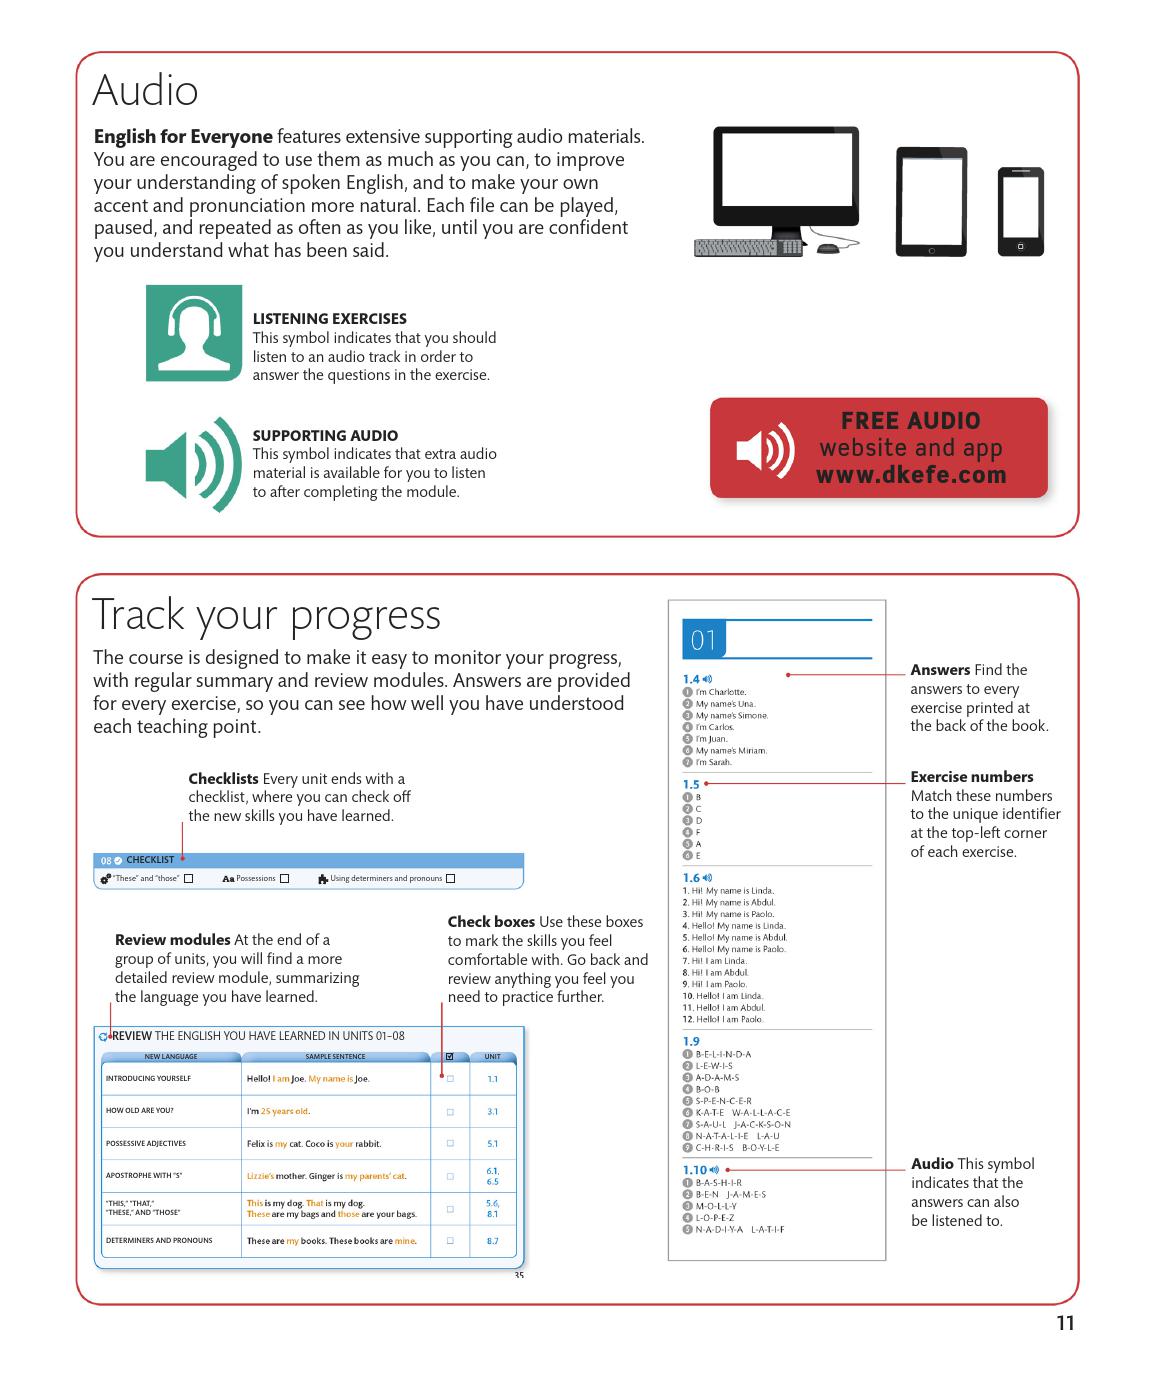 Audio
English for Everyone features extensive supporting audio materials.
You are encouraged to use them as much as you can, to improve
your understanding of spoken English, and to make your own
accent and pronunciation more natural. Each file can be played,
paused, and repeated as often as you like, until you are confident
you understand what has been said.
LISTENING EXERCISES
This symbol indicates that you should
listen to an audio track in order to
answer the questions in the exercise.
SUPPORTING AUDIO
This symbol indicates that extra audio
material is available for you to listen
to after completing the module.
FREE AUDIO
website and app
www.dkefe.com
Track your progress
The course is designed to make it easy to monitor your progress,
with regular summary and review modules. Answers are provided
for every exercise, so you can see how well you have understood
each teaching point.
Checklists Every unit ends with a
checklist, where you can check off
the new skills you have learned.
08 CHECKLIST
"These" and "those" Aa Possessions Using determiners and pronouns
Review modules At the end of a
group of units, you will find a more
detailed review module, summarizing
the language you have learned.
Check boxes Use these boxes
to mark the skills you feel
comfortable with. Go back and
review anything you feel you
need to practice further.
REVIEW THE ENGLISH YOU HAVE LEARNED IN UNITS 01–08
NEW LANGUAGE SAMPLE SENTENCE UNIT
INTRODUCING YOURSELF Hello! I am Joe. My name is Joe. 1.1
HOW OLD ARE YOU? I'm 25 years old. 3.1
POSSESSIVE ADJECTIVES Felix is my cat. Coco is your rabbit. 5.1
APOSTROPHE WITH "S" Lizzie's mother. Ginger is my parents' cat. 6.1,
6.5
"THIS," "THAT," This is my dog. That is my dog. 5.6,
"THESE," AND "THOSE" These are my bags and those are your bags. 8.1
DETERMINERS AND PRONOUNS These are my books. These books are mine. 8.7
35
01
1.4
1 I'm Charlotte.
2 My name's Una.
3 My name's Simone.
4 I'm Carlos.
5 I'm Juan.
6 My name's Miriam.
7 I'm Sarah.
1.5
1 B
2 C
3 D
4 F
5 A
6 E
1.6
1. Hi! My name is Linda.
2. Hi! My name is Abdul.
3. Hi! My name is Paolo.
4. Hello! My name is Linda.
5. Hello! My name is Abdul.
6. Hello! My name is Paolo.
7. Hi! I am Linda.
8. Hi! I am Abdul.
9. Hi! I am Paolo.
10. Hello! I am Linda.
11. Hello! I am Abdul.
12. Hello! I am Paolo.
1.9
1 B-E-L-I-N-D-A
2 L-E-W-I-S
3 A-D-A-M-S
4 B-O-B
5 S-P-E-N-C-E-R
6 K-A-T-E W-A-L-L-A-C-E
7 S-A-U-L J-A-C-K-S-O-N
8 N-A-T-A-L-I-E L-A-U
9 C-H-R-I-S B-O-Y-L-E
1.10
1 B-A-S-H-I-R
2 B-E-N J-A-M-E-S
3 M-O-L-L-Y
4 L-O-P-E-Z
5 N-A-D-I-Y-A L-A-T-I-F
Answers Find the
answers to every
exercise printed at
the back of the book.
Exercise numbers
Match these numbers
to the unique identifier
at the top-left corner
of each exercise.
Audio This symbol
indicates that the
answers can also
be listened to.
11